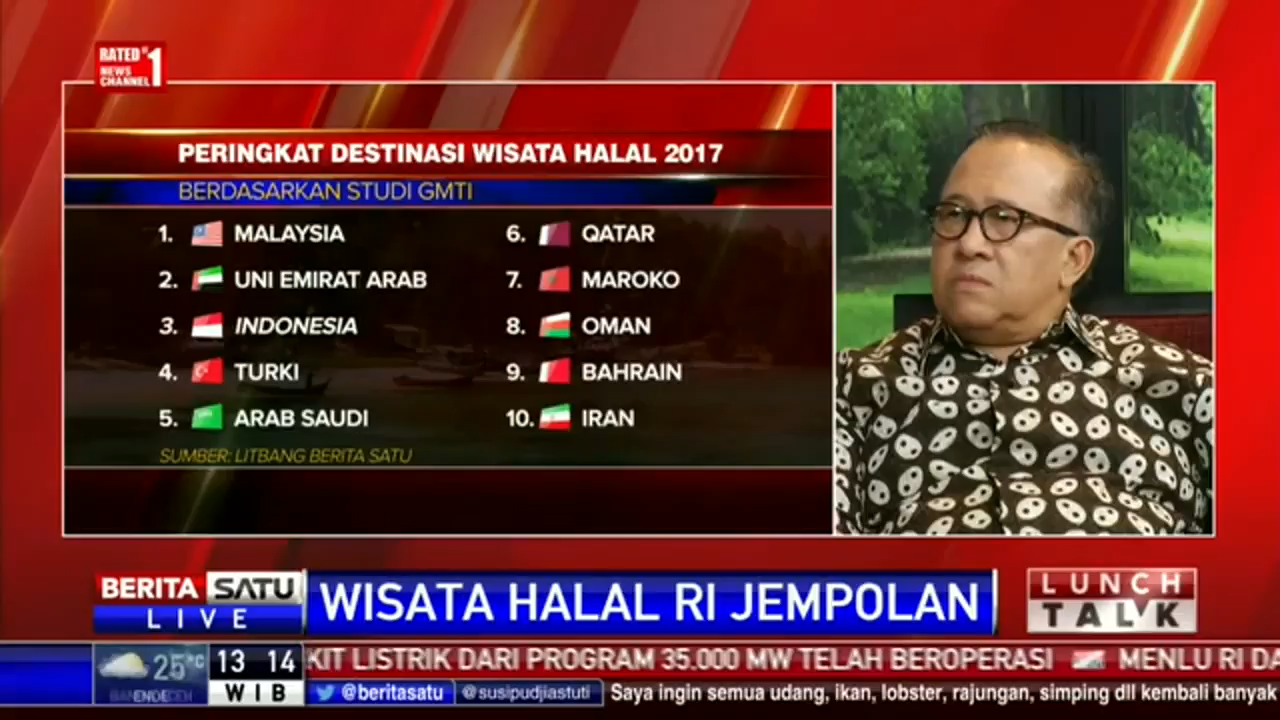 RATED #1
NEWS
CHANNEL
PERINGKAT DESTINASI WISATA HALAL 2017
BERDASARKAN STUDI GMTI
1. MALAYSIA
2. UNI EMIRAT ARAB
3. INDONESIA
4. TURKI
5. ARAB SAUDI
6. QATAR
7. MAROKO
8. OMAN
9. BAHRAIN
10. IRAN
SUMBER: LITBANG BERITA SATU
BERITA SATU
LIVE
WISATA HALAL RI JEMPOLAN
LUNCH
TALK
25°C
13 14
WIB
KIT LISTRIK DARI PROGRAM 35.000 MW TELAH BEROPERASI MENLU RI DA
@beritasatu @susipudjiastuti Saya ingin semua udang, ikan, lobster, rajungan, simping dll kembali banyak